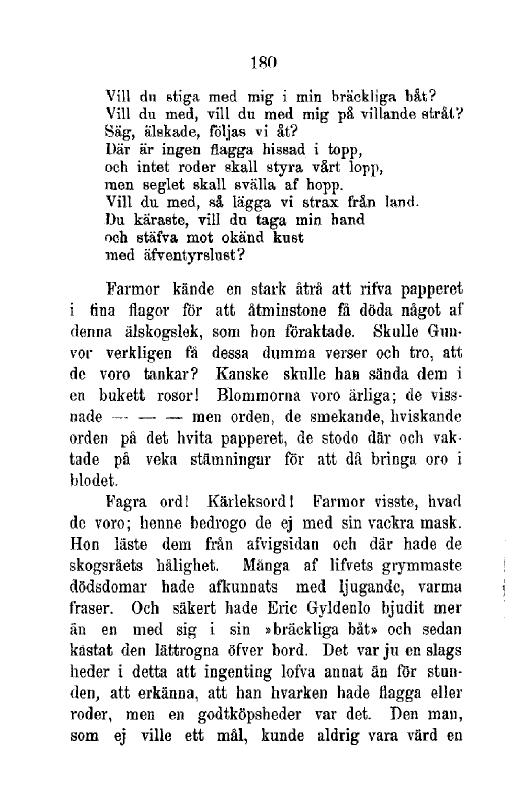 180
Vill du stiga med mig i min bräckliga båt?
Vill du med, vill du med mig på villande stråt?
Säg, älskade, följas vi åt?
Där är ingen flagga hissad i topp,
och intet roder skall styra vårt lopp,
men seglet skall svälla af hopp.
Vill du med, så lägga vi strax från land.
Du käraste, vill du taga min hand
och stäfva mot okänd kust
med äfventyrslust?
Farmor kände en stark åtrå att rifva papperet
i fina flagor för att åtminstone få döda något af
denna älskogslek, som hon föraktade. Skulle Gun-
vor verkligen få dessa dumma verser och tro, att
de voro tankar? Kanske skulle han sända dem i
en bukett rosor! Blommorna voro ärliga; de viss-
nade — — — men orden, de smekande, hviskande
orden på det hvita papperet, de stodo där och vak-
tade på veka stämningar för att då bringa oro i
blodet.
Fagra ord! Kärleksord! Farmor visste, hvad
de voro; henne bedrogo de ej med sin vackra mask.
Hon läste dem från afvigsidan och där hade de
skogsråets hålighet. Många af lifvets grymmaste
dödsdomar hade afkunnats med ljugande, varma
fraser. Och säkert hade Eric Gyldenlo bjudit mer
än en med sig i sin »bräckliga båt» och sedan
kastat den lättrogna öfver bord. Det var ju en slags
heder i detta att ingenting lofva annat än för stun-
den, att erkänna, att han hvarken hade flagga eller
roder, men en godtköpsheder var det. Den man,
som ej ville ett mål, kunde aldrig vara värd en